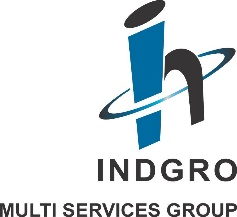 INDGRO
MULTI SERVICES GROUP